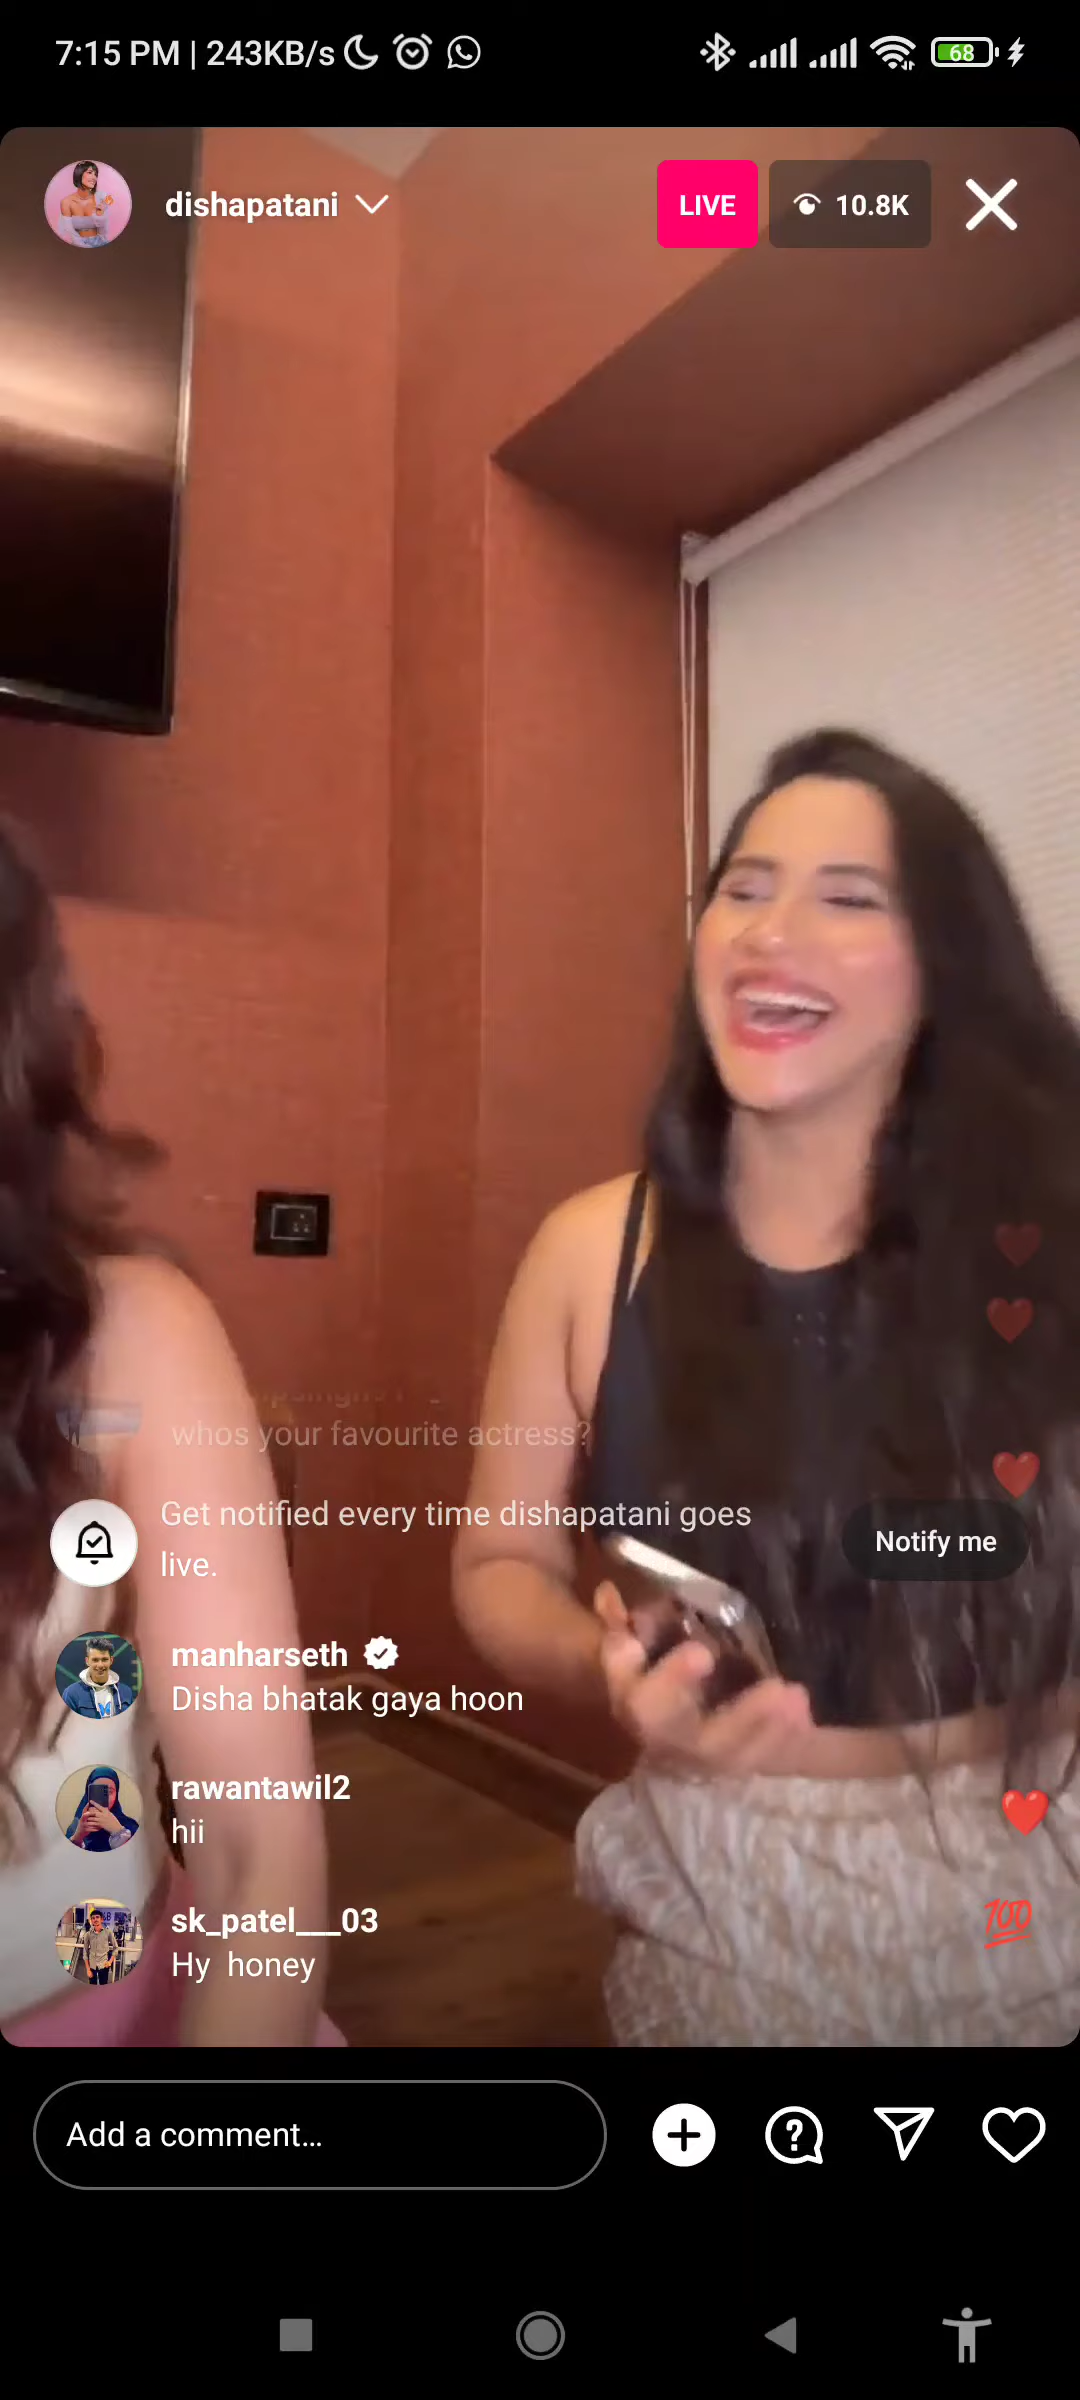 7:15 PM | 243KB/s
68
dishapatani
LIVE
10.8K
whos your favourite actress?
Get notified every time dishapatani goes
live.
Notify me
manharseth
Disha bhatak gaya hoon
rawantawil2
hii
sk_patel___03
Hy honey
💯
Add a comment...